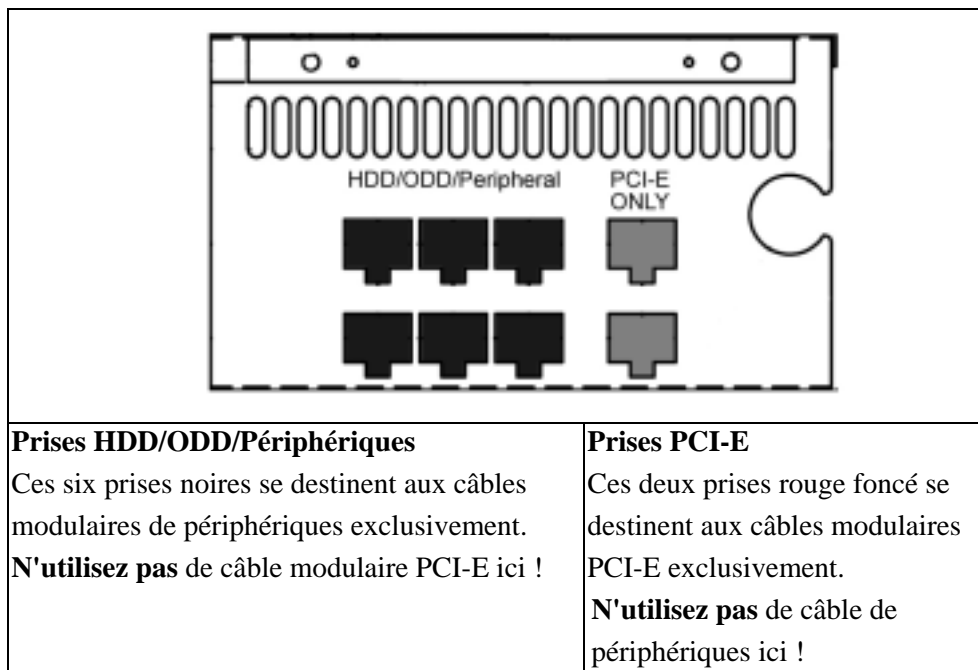 HDD/ODD/Peripheral
PCI-E
ONLY
Prises HDD/ODD/Périphériques
Ces six prises noires se destinent aux câbles
modulaires de périphériques exclusivement.
N'utilisez pas de câble modulaire PCI-E ici !
Prises PCI-E
Ces deux prises rouge foncé se
destinent aux câbles modulaires
PCI-E exclusivement.
N'utilisez pas de câble de
périphériques ici !